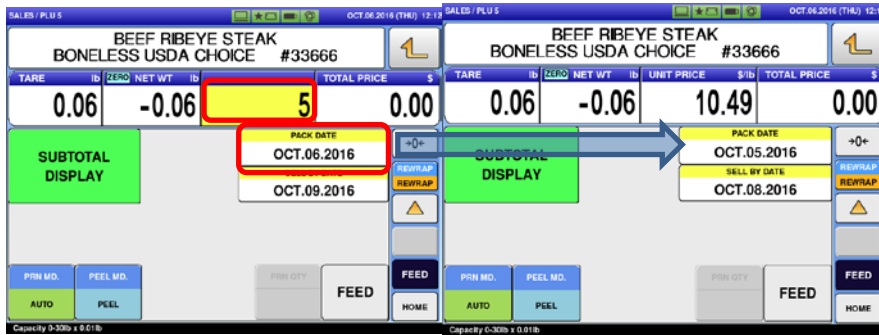 SALES / PLU 5
OCT.06.2016 (THU) 12:12
BEEF RIBEYE STEAK
BONELESS USDA CHOICE #33666
TARE lb ZERO NET WT lb TOTAL PRICE $
0.06 -0.06 5 0.00
SUBTOTAL
DISPLAY
PACK DATE
OCT.06.2016
OCT.09.2016
→0←
REWRAP
REWRAP
PRN MD. PEEL MD. PRN QTY
AUTO PEEL
FEED
FEED
HOME
Capacity 0-30lb x 0.01lb
SALES / PLU 5
OCT.06.2016 (THU) 12:1
BEEF RIBEYE STEAK
BONELESS USDA CHOICE #33666
TARE lb ZERO NET WT lb UNIT PRICE $/lb TOTAL PRICE $
0.06 -0.06 10.49 0.00
SUBTOTAL
DISPLAY
PACK DATE
OCT.05.2016
SELL BY DATE
OCT.08.2016
→0←
REWRAP
REWRAP
PRN MD. PEEL MD. PRN QTY
AUTO PEEL
FEED
FEED
HOME
Capacity 0-30lb x 0.01lb